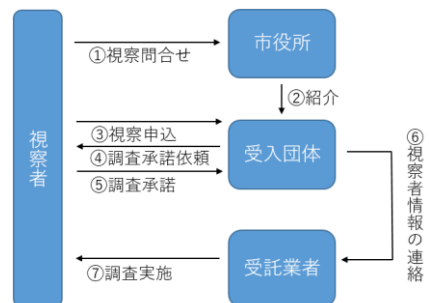 視察者
市役所
①視察問合せ
②紹介
③視察申込
④調査承諾依頼
⑤調査承諾
受入団体
⑥視察者情報の連絡
受託業者
⑦調査実施